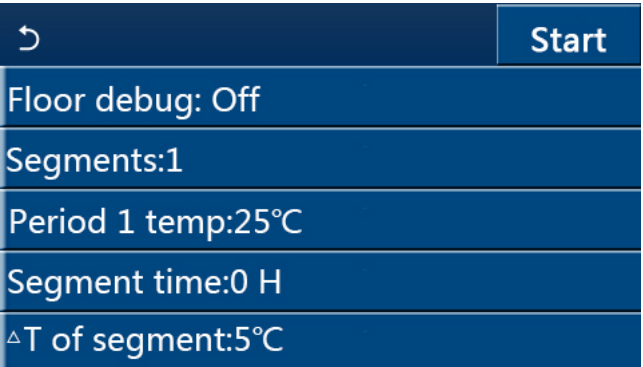 Start
Floor debug: Off
Segments:1
Period 1 temp:25℃
Segment time:0 H
△T of segment:5℃